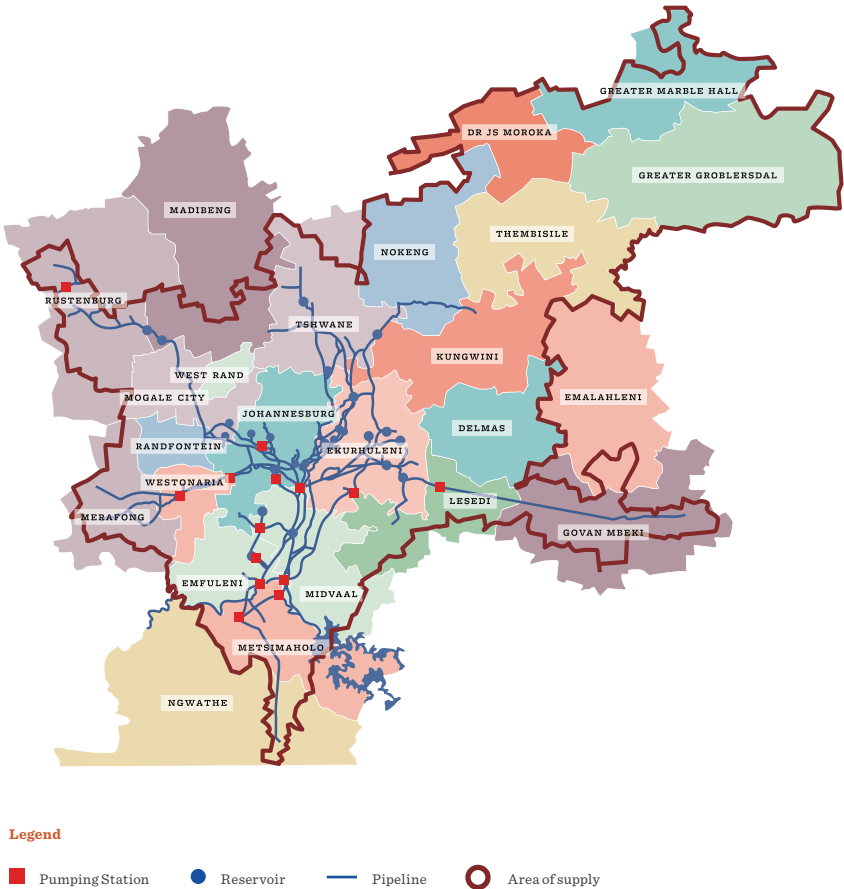 GREATER MARBLE HALL
DR JS MOROKA
GREATER GROBLERSDAL
MADIBENG
THEMBISILE
NOKENG
RUSTENBURG
TSHWANE
KUNGWINI
WEST RAND
MOGALE CITY
EMALAHLENI
JOHANNESBURG
DELMAS
RANDFONTEIN
EKURHULENI
WESTONARIA
LESEDI
MERAFONG
GOVAN MBEKI
EMFULENI
MIDVAAL
METSIMAHOLO
NGWATHE
Legend
Pumping Station
Reservoir
Pipeline
Area of supply